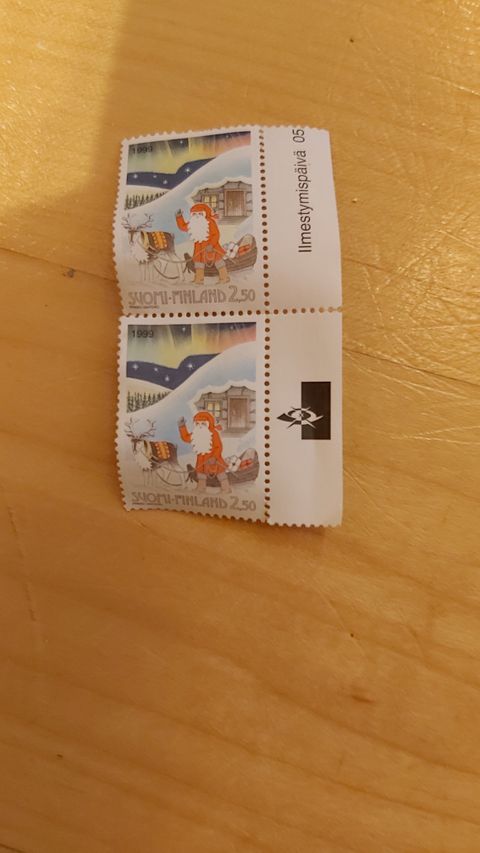 1999
SUOMI-FINLAND 2,50
Ilmestymispäivä 05
1999
SUOMI-FINLAND 2,50